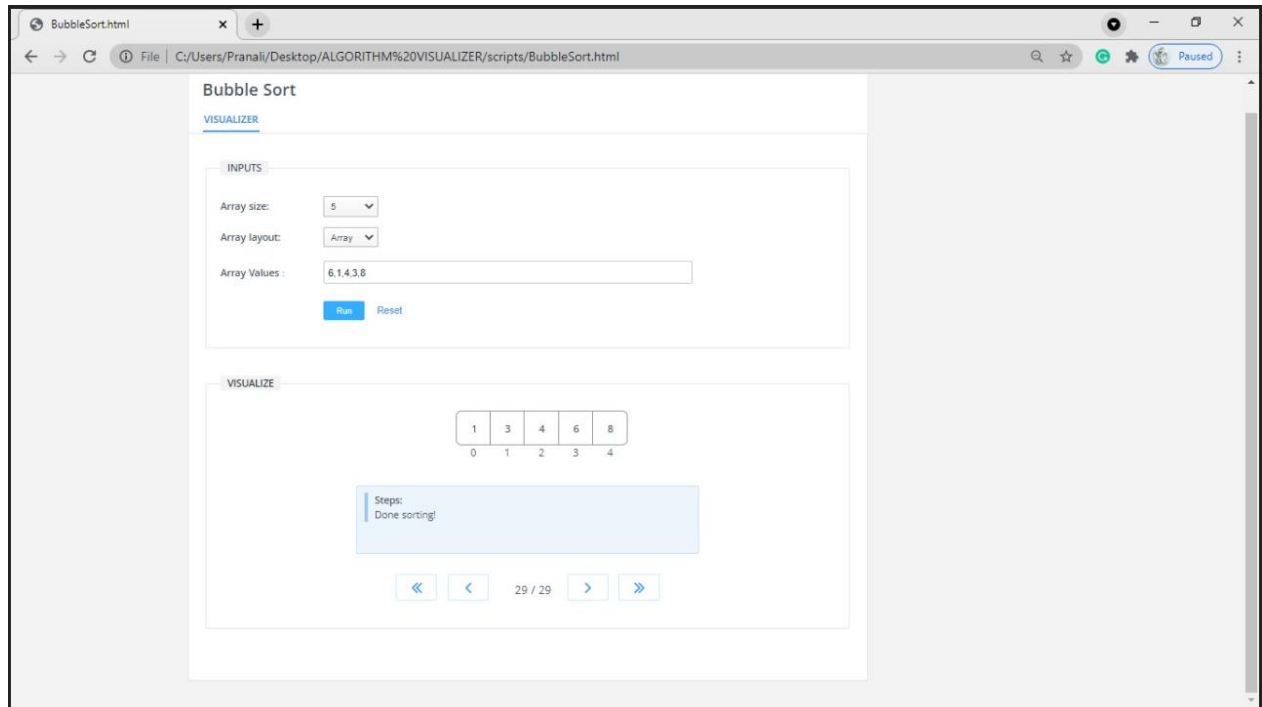 BubbleSort.html
File | C:/Users/Pranali/Desktop/ALGORITHM%20VISUALIZER/scripts/BubbleSort.html
Paused
Bubble Sort
VISUALIZER
INPUTS
Array size: 5
Array layout: Array
Array Values : 6,1,4,3,8
Run Reset
VISUALIZE
1 3 4 6 8
0 1 2 3 4
Steps:
Done sorting!
29 / 29